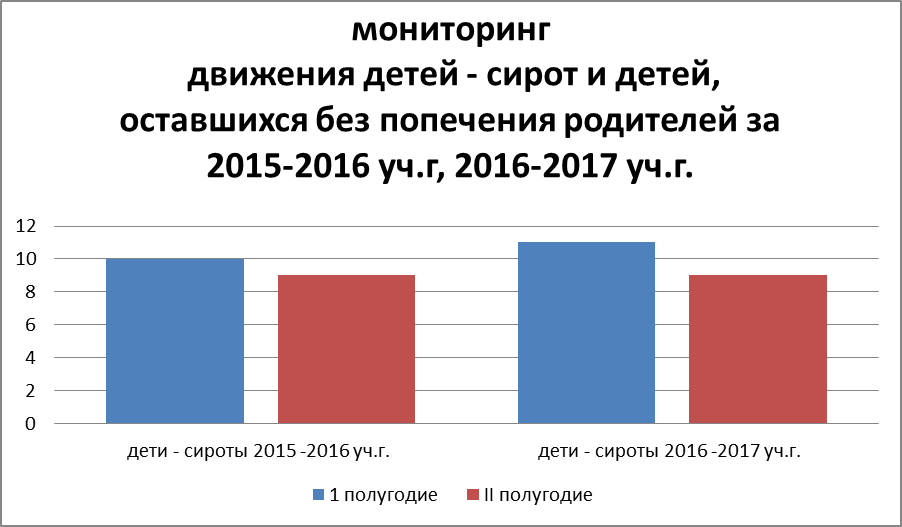 мониторинг
движения детей - сирот и детей,
оставшихся без попечения родителей за
2015-2016 уч.г, 2016-2017 уч.г.
12
10
8
6
4
2
0
дети - сироты 2015 -2016 уч.г.
дети - сироты 2016 -2017 уч.г.
1 полугодие
II полугодие